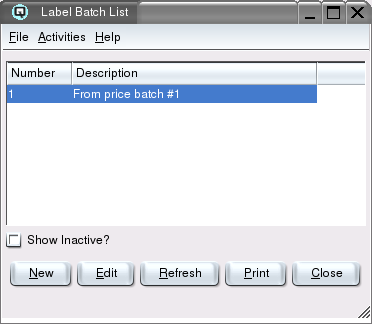 Label Batch List
File Activities Help
Number Description
1 From price batch #1
Show Inactive?
New Edit Refresh Print Close